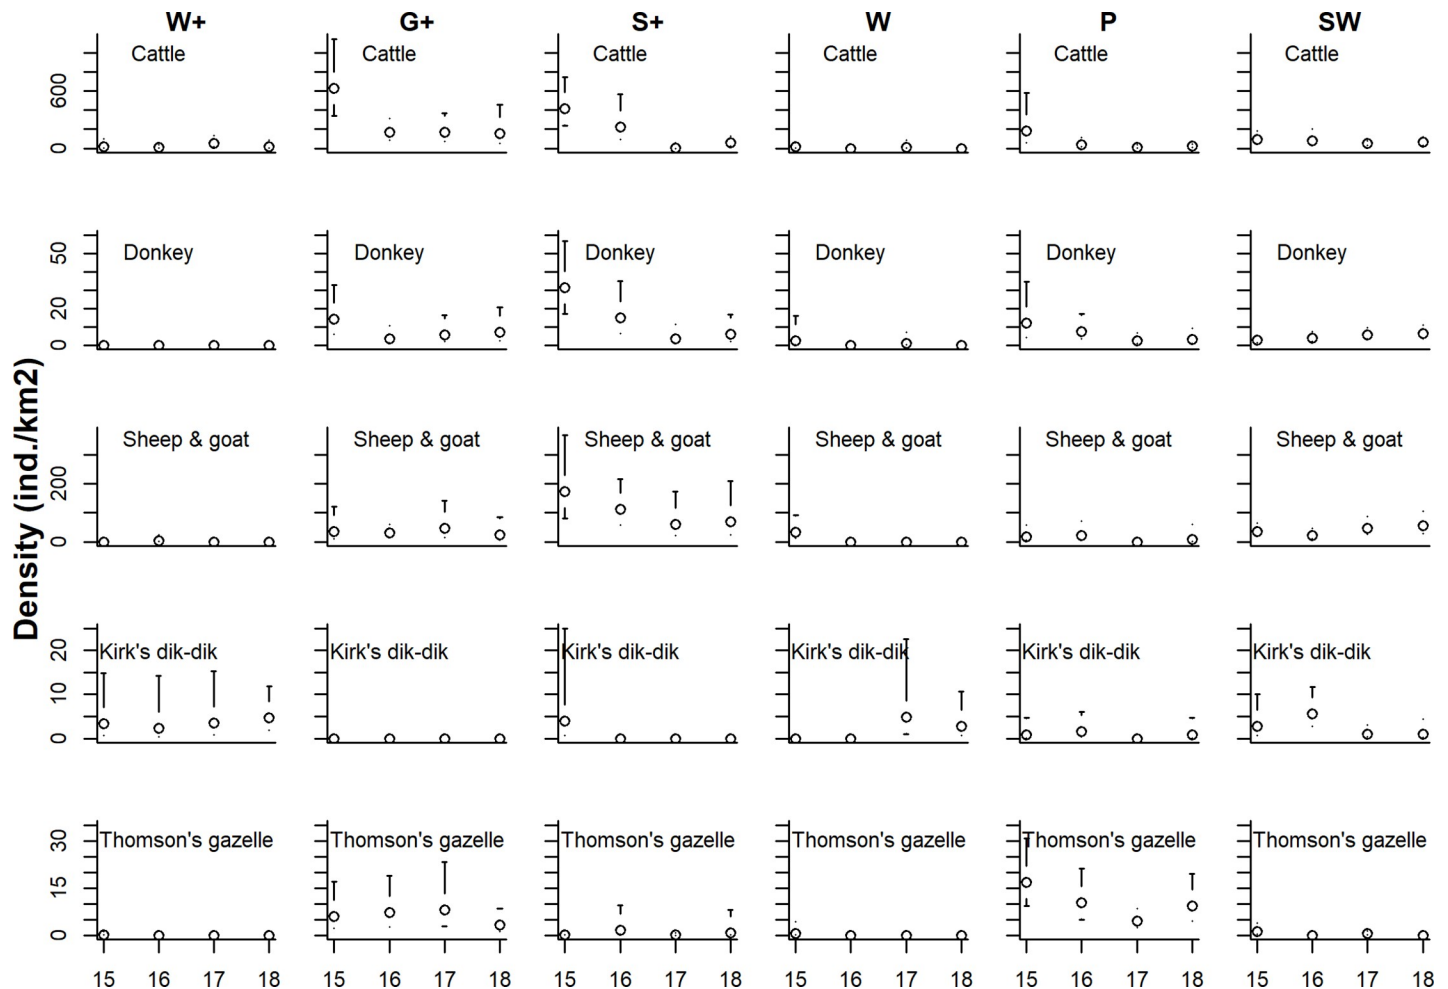 W+ G+ S+ W P SW
Cattle Cattle Cattle Cattle Cattle Cattle
600
0
Donkey Donkey Donkey Donkey Donkey Donkey
50
20
0
Sheep & goat Sheep & goat Sheep & goat Sheep & goat Sheep & goat Sheep & goat
200
0
Density (ind./km2)
Kirk's dik-dik Kirk's dik-dik Kirk's dik-dik Kirk's dik-dik Kirk's dik-dik Kirk's dik-dik
20
10
0
Thomson's gazelle Thomson's gazelle Thomson's gazelle Thomson's gazelle Thomson's gazelle Thomson's gazelle
30
15
0
15 16 17 18 15 16 17 18 15 16 17 18 15 16 17 18 15 16 17 18 15 16 17 18